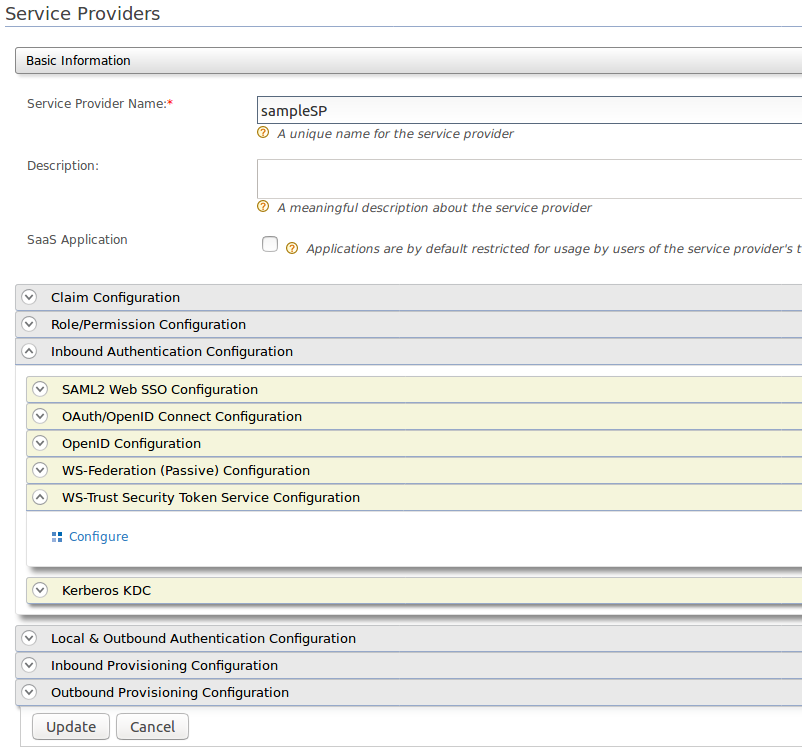 Service Providers
Basic Information
Service Provider Name:*
sampleSP
? A unique name for the service provider
Description:
? A meaningful description about the service provider
SaaS Application
? Applications are by default restricted for usage by users of the service provider's t
Claim Configuration
Role/Permission Configuration
Inbound Authentication Configuration
SAML2 Web SSO Configuration
OAuth/OpenID Connect Configuration
OpenID Configuration
WS-Federation (Passive) Configuration
WS-Trust Security Token Service Configuration
Configure
Kerberos KDC
Local & Outbound Authentication Configuration
Inbound Provisioning Configuration
Outbound Provisioning Configuration
Update Cancel